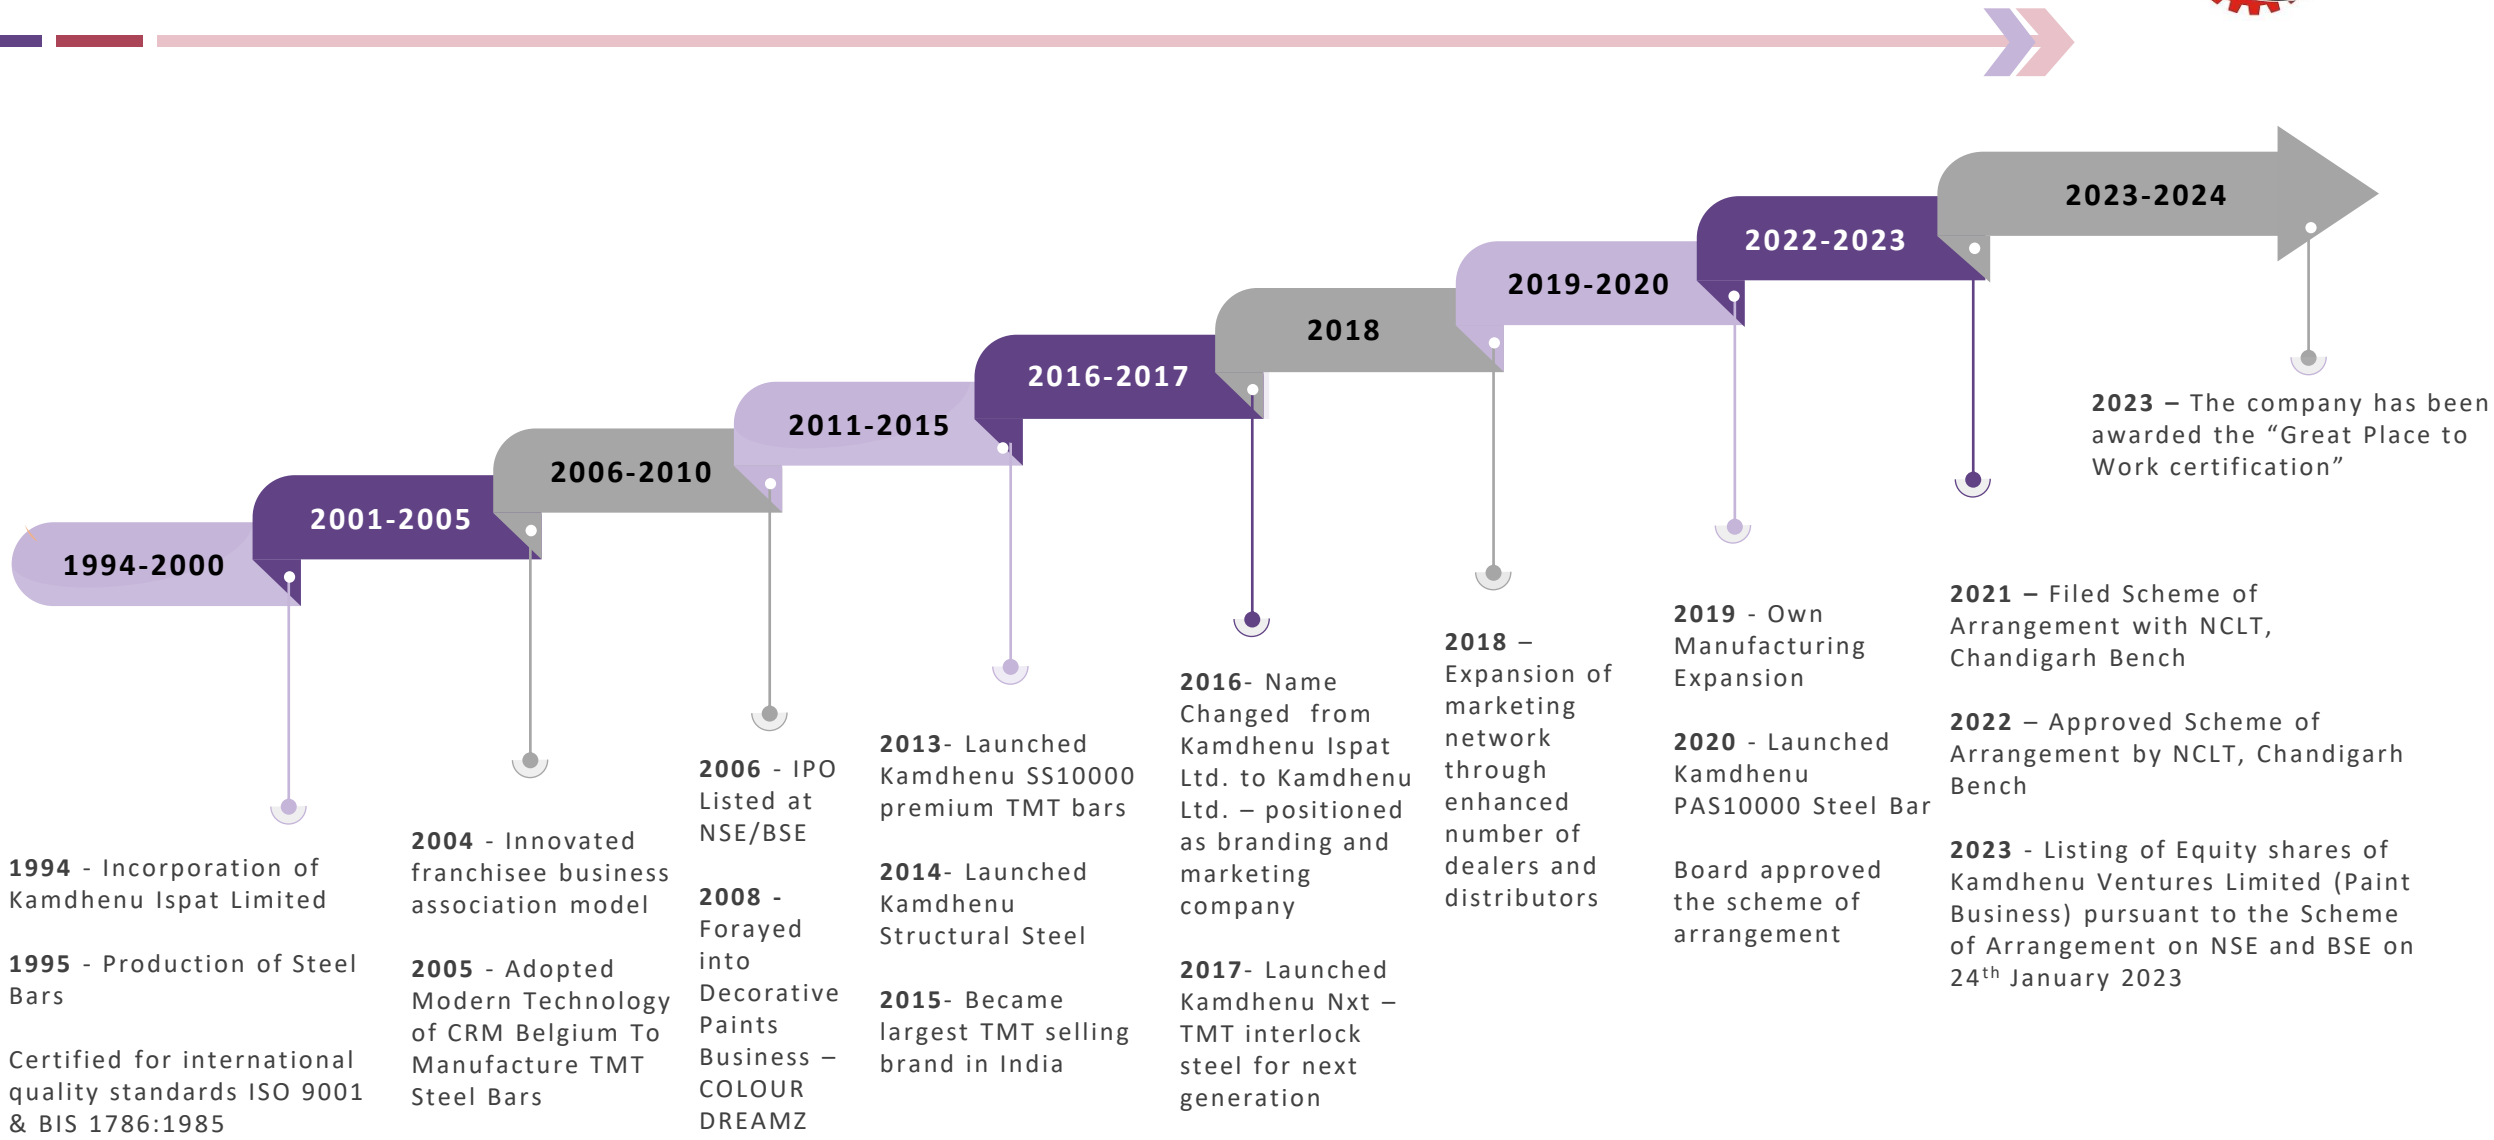 1994-2000
2001-2005
2006-2010
2011-2015
2016-2017
2018
2019-2020
2022-2023
2023-2024
1994 - Incorporation of
Kamdhenu Ispat Limited
1995 - Production of Steel
Bars
Certified for international
quality standards ISO 9001
& BIS 1786:1985
2004 - Innovated
franchisee business
association model
2005 - Adopted
Modern Technology
of CRM Belgium To
Manufacture TMT
Steel Bars
2006 - IPO
Listed at
NSE/BSE
2008 -
Forayed
into
Decorative
Paints
Business –
COLOUR
DREAMZ
2013- Launched
Kamdhenu SS10000
premium TMT bars
2014- Launched
Kamdhenu
Structural Steel
2015- Became
largest TMT selling
brand in India
2016- Name
Changed from
Kamdhenu Ispat
Ltd. to Kamdhenu
Ltd. – positioned
as branding and
marketing
company
2017- Launched
Kamdhenu Nxt –
TMT interlock
steel for next
generation
2018 –
Expansion of
marketing
network
through
enhanced
number of
dealers and
distributors
2019 - Own
Manufacturing
Expansion
2020 - Launched
Kamdhenu
PAS10000 Steel Bar
Board approved
the scheme of
arrangement
2021 – Filed Scheme of
Arrangement with NCLT,
Chandigarh Bench
2022 – Approved Scheme of
Arrangement by NCLT, Chandigarh
Bench
2023 - Listing of Equity shares of
Kamdhenu Ventures Limited (Paint
Business) pursuant to the Scheme
of Arrangement on NSE and BSE on
24th January 2023
2023 – The company has been
awarded the “Great Place to
Work certification”